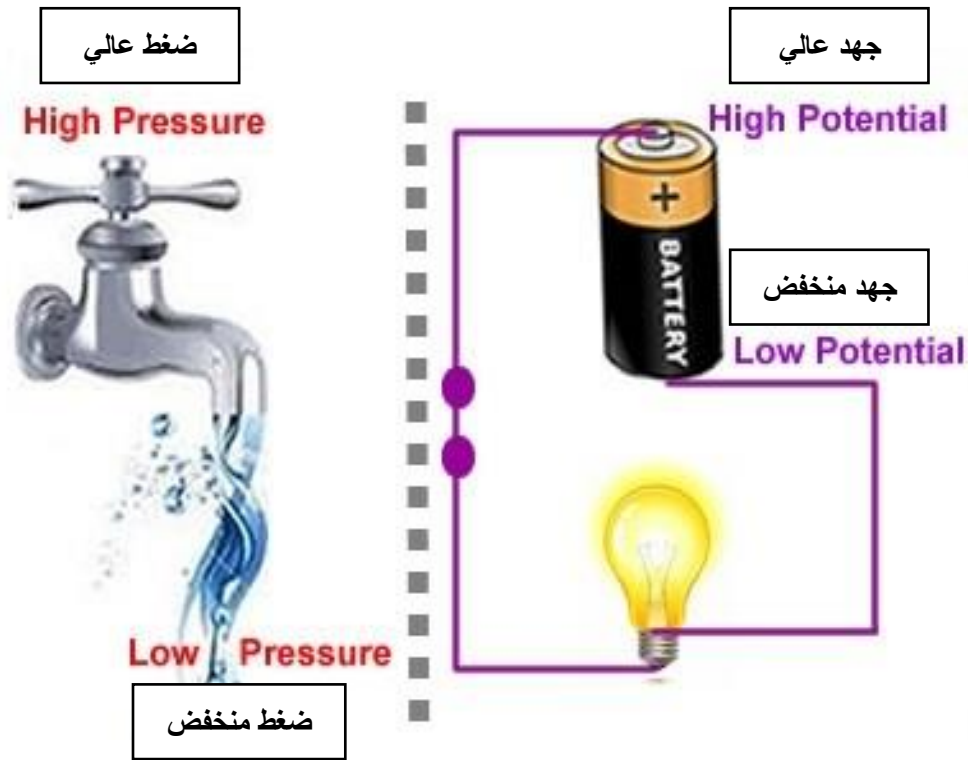 ضغط عالي
High Pressure
Low Pressure
ضغط منخفض
جهد عالي
High Potential
+
BATTERY
جهد منخفض
Low Potential